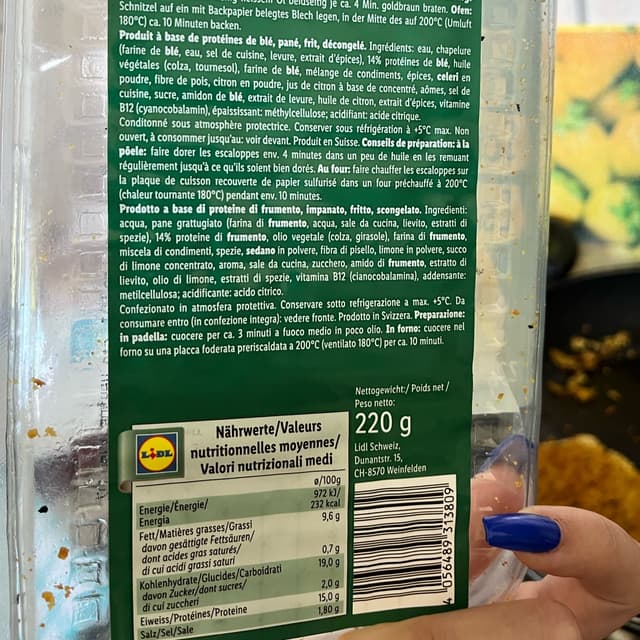 beidseitig je ca. 4 Min. goldbraun braten. Ofen:
Schnitzel auf ein mit Backpapier belegtes Blech legen, in der Mitte des auf 200°C (Umluft
180°C) ca. 10 Minuten backen.
Produit à base de protéines de blé, pané, frit, décongelé. Ingrédients: eau, chapelure
(farine de blé, eau, sel de cuisine, levure, extrait d'épices), 14% protéines de blé, huile
végétales (colza, tournesol), farine de blé, mélange de condiments, épices, celeri en
poudre, fibre de pois, citron en poudre, jus de citron à base de concentré, aômes, sel de
cuisine, sucre, amidon de blé, extrait de levure, huile de citron, extrait d'épices, vitamine
B12 (cyanocobalamin), épaississant: méthylcellulose; acidifiant: acide citrique.
Conditonné sous atmosphère protectrice. Conserver sous réfrigération à +5°C max. Non
ouvert, à consommer jusqu'au: voir devant. Produit en Suisse. Conseils de préparation: à la
pôele: faire dorer les escalopes env. 4 minutes dans un peu de huile en les remuant
régulièrement jusqu'à ce qu'ils soient bien dorés. Au four: faire chauffer les escaloppes sur
la plaque de cuisson recouverte de papier sulfurisé dans un four préchauffé à 200°C
(chaleur tournante 180°C) pendant env. 10 minutes.
Prodotto a base di proteine di frumento, impanato, fritto, scongelato. Ingredienti:
acqua, pane grattugiato (farina di frumento, acqua, sale da cucina, lievito, estratti di
spezie), 14% proteine di frumento, olio vegetale (colza, girasole), farina di frumento,
miscela di condimenti, spezie, sedano in polvere, fibra di pisello, limone in polvere, succo
di limone concentrato, aroma, sale da cucina, zucchero, amido di frumento, estratto di
lievito, olio di limone, estratti di spezie, vitamina B12 (cianocobalamina), addensante:
metilcellulosa; acidificante: acido citrico.
Confezionato in atmosfera protettiva. Conservare sotto refrigerazione a max. +5°C. Da
consumare entro (in confezione integra): vedere fronte. Prodotto in Svizzera. Preparazione:
in padella: cuocere per ca. 3 minuti a fuoco medio in poco olio. In forno: cuocere nel
forno su una placca foderata preriscaldata a 200°C (ventilato 180°C) per ca. 10 minuti.
Nettogewicht:/ Poids net /
Peso netto:
220 g
Lidl Schweiz,
Dunantstr. 15,
CH-8570 Weinfelden
4 056489 313809
LIDL
Nährwerte/Valeurs
nutritionnelles moyennes/
Valori nutrizionali medi
ø/100g
Energie/Énergie/ 972 kJ/
Energia 232 kcal
Fett/Matières grasses/Grassi 9,6 g
davon gesättigte Fettsäuren/
dont acides gras saturés/
di cui acidi grassi saturi 0,7 g
Kohlenhydrate/Glucides/Carboidrati 19,0 g
davon Zucker/dont sucres/
di cui zuccheri 2,0 g
Eiweiss/Protéines/Proteine 15,0 g
Salz/Sel/Sale 1,80 g